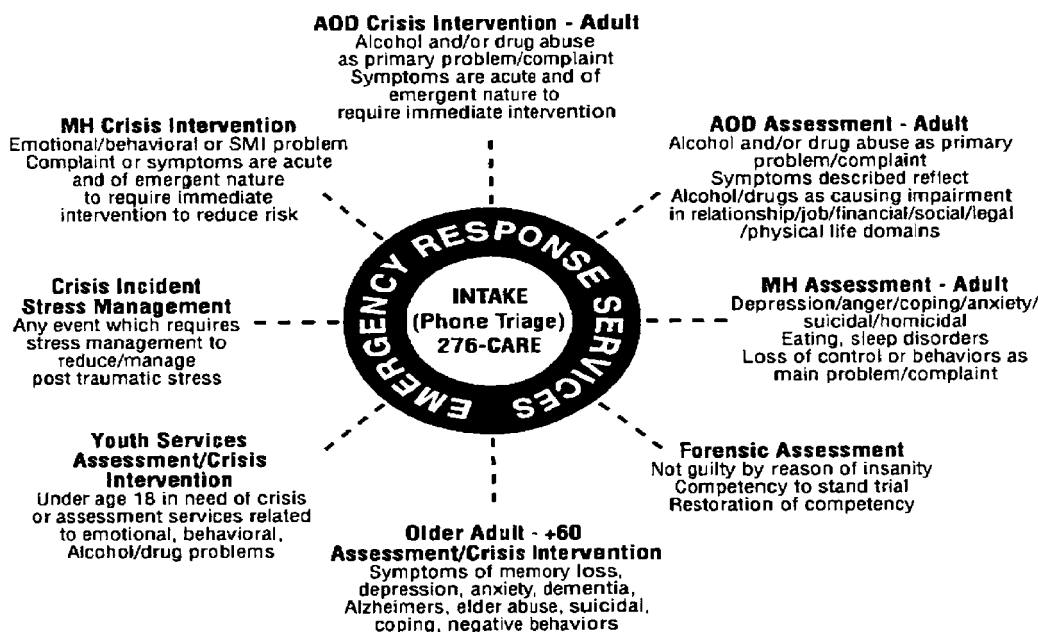 AOD Crisis Intervention - Adult
Alcohol and/or drug abuse
as primary problem/complaint
Symptoms are acute and of
emergent nature to
require immediate intervention
MH Crisis Intervention
Emotional/behavioral or SMI problem
Complaint or symptoms are acute
and of emergent nature
to require immediate
intervention to reduce risk
AOD Assessment - Adult
Alcohol and/or drug abuse as primary
problem/complaint
Symptoms described reflect
Alcohol/drugs as causing impairment
in relationship/job/financial/social/legal
/physical life domains
EMERGENCY RESPONSE SERVICES
INTAKE
(Phone Triage)
276-CARE
Crisis Incident
Stress Management
Any event which requires
stress management to
reduce/manage
post traumatic stress
MH Assessment - Adult
Depression/anger/coping/anxiety/
suicidal/homicidal
Eating, sleep disorders
Loss of control or behaviors as
main problem/complaint
Youth Services
Assessment/Crisis
Intervention
Under age 18 in need of crisis
or assessment services related
to emotional, behavioral,
Alcohol/drug problems
Forensic Assessment
Not guilty by reason of insanity
Competency to stand trial
Restoration of competency
Older Adult - +60
Assessment/Crisis Intervention
Symptoms of memory loss,
depression, anxiety, dementia,
Alzheimers, elder abuse, suicidal,
coping, negative behaviors